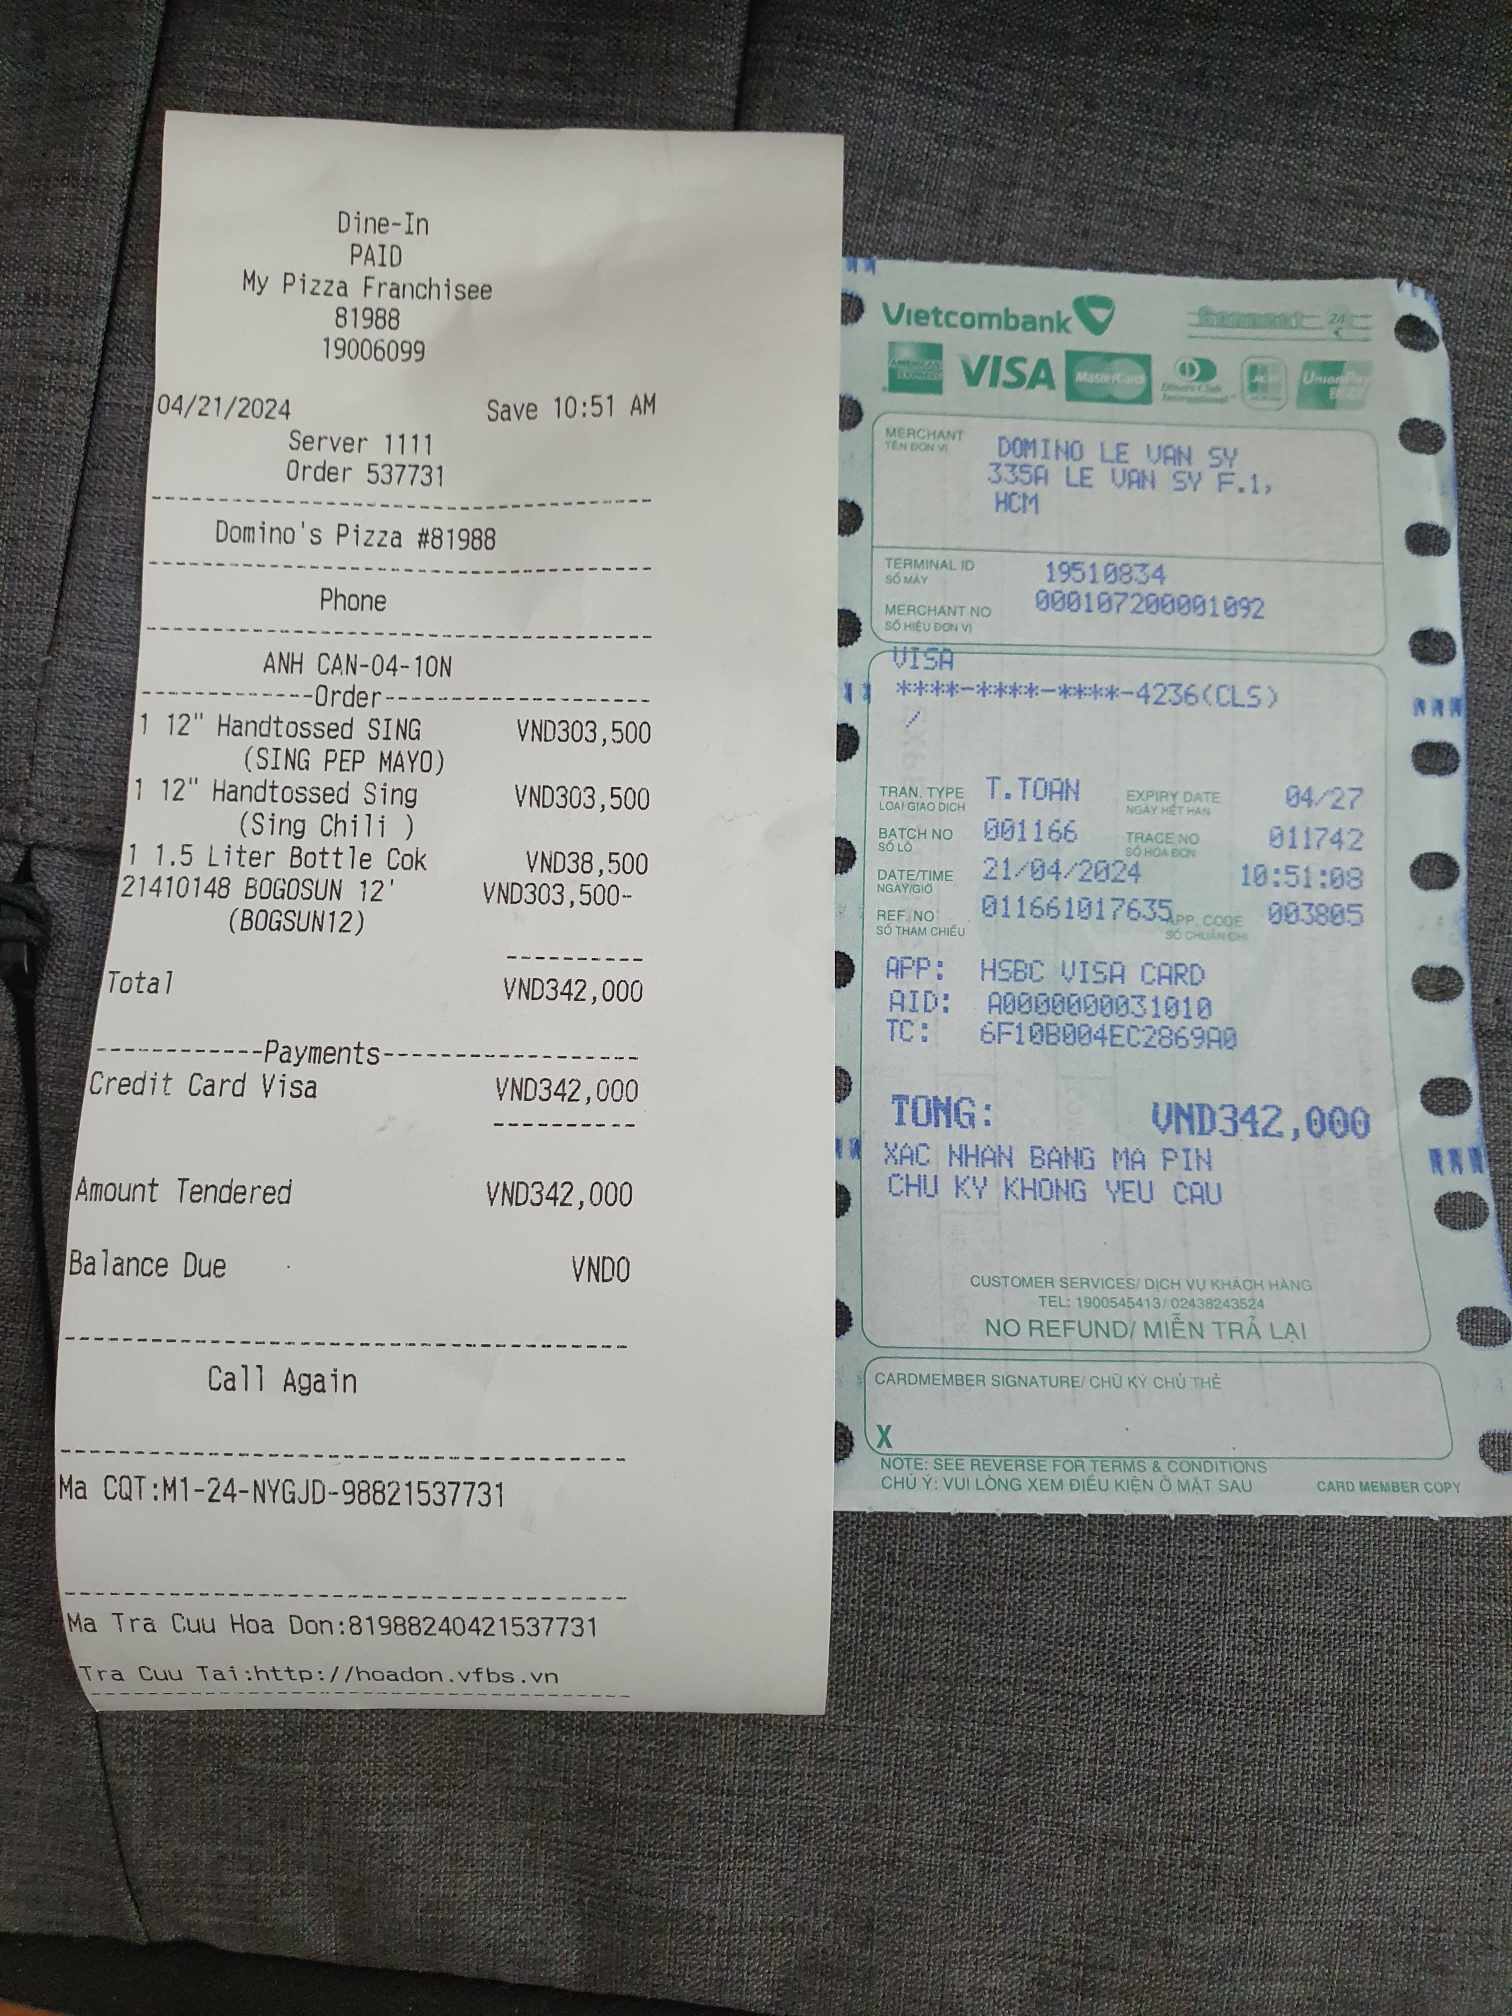 Dine-In
PAID
My Pizza Franchisee
81988
19006099
04/21/2024 Save 10:51 AM
Server 1111
Order 537731
Domino's Pizza #81988
Phone
ANH CAN-04-10N
------------Order------------------
1 12" Handtossed SING VND303,500
(SING PEP MAYO)
1 12" Handtossed Sing VND303,500
(Sing Chili )
1 1.5 Liter Bottle Cok VND38,500
21410148 BOGOSUN 12' VND303,500-
(BOGSUN12)
Total VND342,000
------------Payments------------------
Credit Card Visa VND342,000
Amount Tendered VND342,000
Balance Due VND0
Call Again
Ma CQT:M1-24-NYGJD-98821537731
Ma Tra Cuu Hoa Don:81988240421537731
Tra Cuu Tai:http://hoadon.vfbs.vn
Vietcombank
24
AMERICAN EXPRESS VISA MasterCard Diners Club International JCB UnionPay
MERCHANT DOMINO LE VAN SY
TÊN ĐƠN VỊ
335A LE VAN SY F.1,
HCM
TERMINAL ID 19510834
SỐ MÁY
MERCHANT NO 000107200001092
SỐ HIỆU ĐƠN VỊ
VISA
****-****-****-4236(CLS)
/
TRAN. TYPE T.TOAN EXPIRY DATE 04/27
LOẠI GIAO DỊCH NGÀY HẾT HẠN
BATCH NO 001166 TRACE NO 011742
SỐ LÔ SỐ HÓA ĐƠN
DATE/TIME 21/04/2024 10:51:08
NGÀY/GIỜ
REF. NO 011661017635 APP. CODE 003805
SỐ THAM CHIẾU SỐ CHUẨN CHI
APP: HSBC VISA CARD
AID: A0000000031010
TC: 6F10B004EC2869A0
TONG: VND342,000
XAC NHAN BANG MA PIN
CHU KY KHONG YEU CAU
CUSTOMER SERVICES/ DỊCH VỤ KHÁCH HÀNG
TEL: 1900545413/ 02438243524
NO REFUND/ MIỄN TRẢ LẠI
CARDMEMBER SIGNATURE/ CHỮ KÝ CHỦ THẺ
X
NOTE: SEE REVERSE FOR TERMS & CONDITIONS
CHÚ Ý: VUI LÒNG XEM ĐIỀU KIỆN Ở MẶT SAU CARD MEMBER COPY